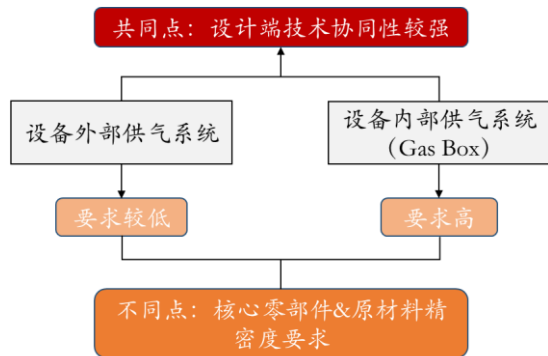 共同点：设计端技术协同性较强
设备外部供气系统
设备内部供气系统
（Gas Box）
要求较低
要求高
不同点：核心零部件&原材料精
密度要求